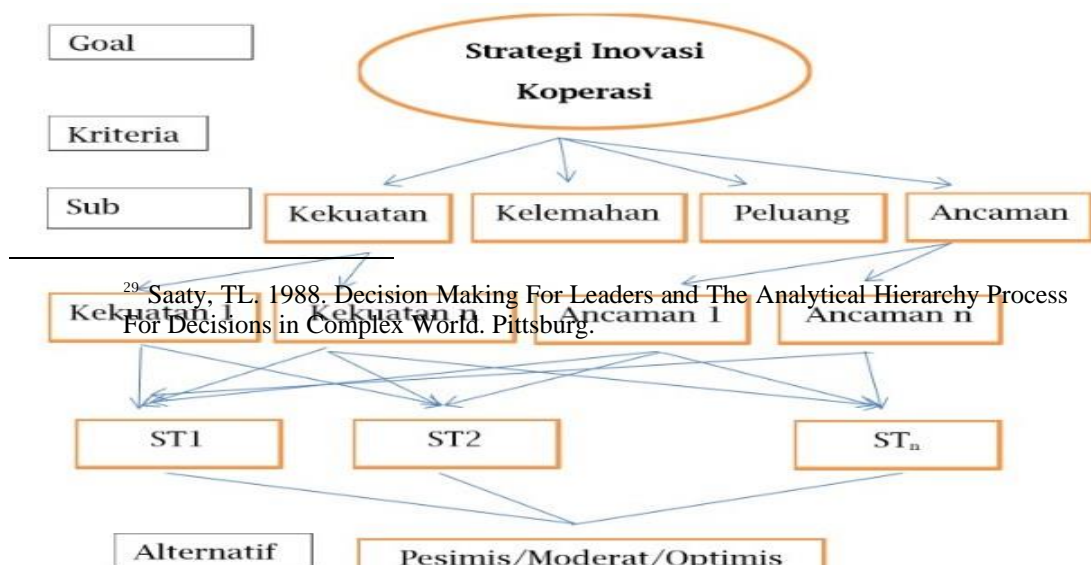 Goal
Strategi Inovasi
Koperasi
Kriteria
Sub
Kekuatan
Kelemahan
Peluang
Ancaman
29 Saaty, TL. 1988. Decision Making For Leaders and The Analytical Hierarchy Process
For Decisions in Complex World. Pittsburg.
Kekuatan 1
Kekuatan n
Ancaman 1
Ancaman n
ST1
ST2
STn
Alternatif
Pesimis/Moderat/Optimis